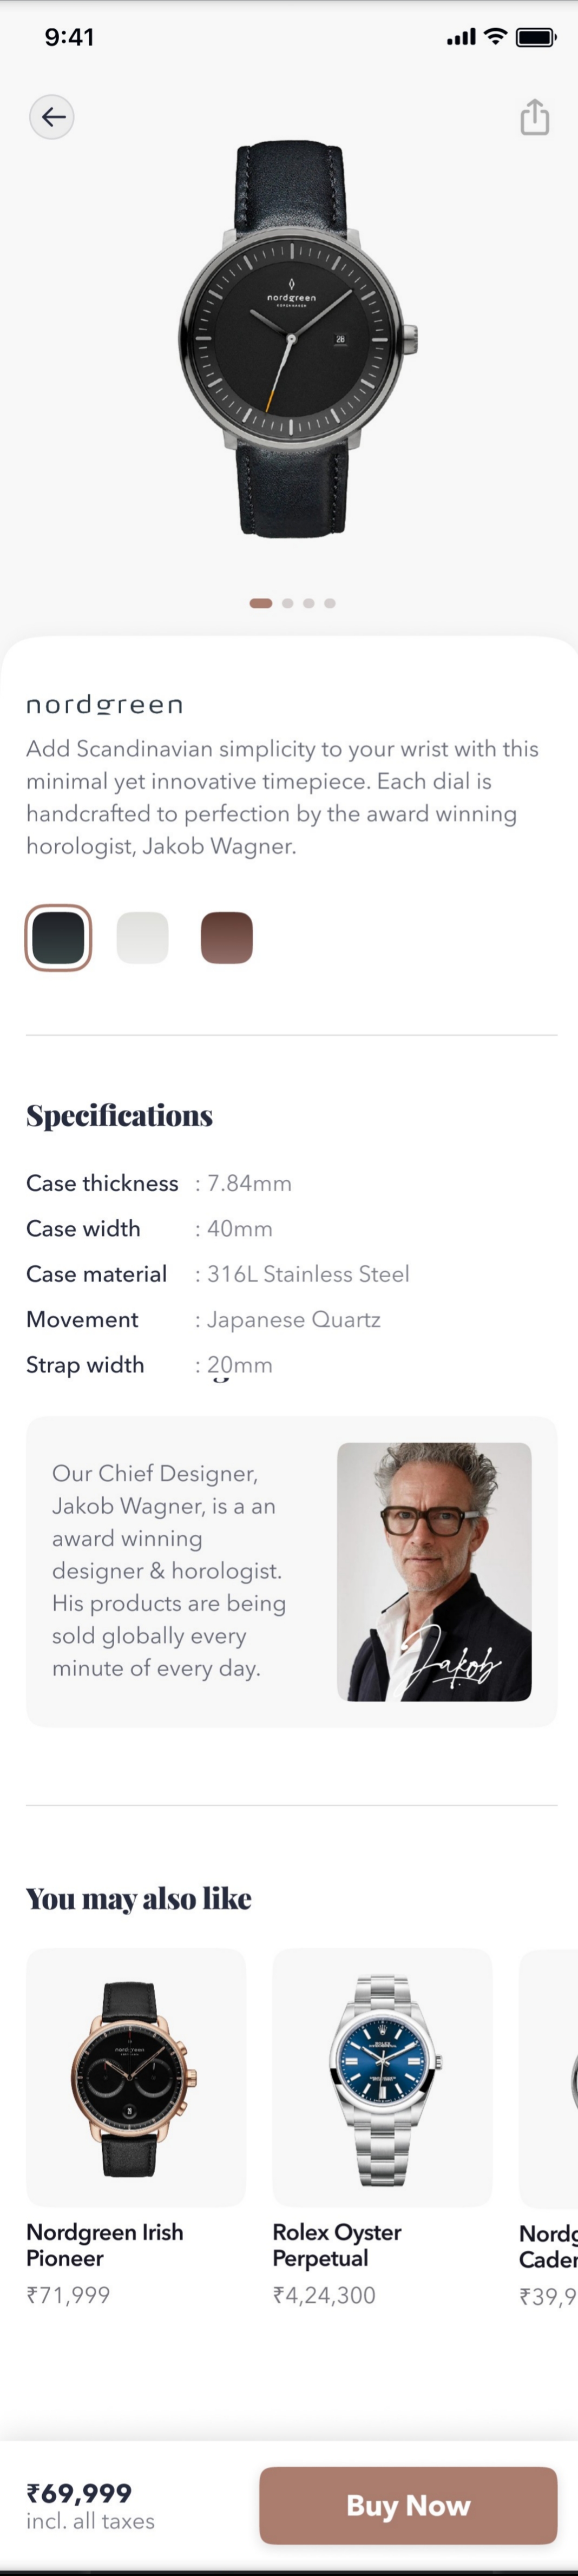 9:41
nordgreen
COPENHAGEN
28
nordgreen
Add Scandinavian simplicity to your wrist with this
minimal yet innovative timepiece. Each dial is
handcrafted to perfection by the award winning
horologist, Jakob Wagner.
Specifications
Case thickness : 7.84mm
Case width : 40mm
Case material : 316L Stainless Steel
Movement : Japanese Quartz
Strap width : 20mm
Our Chief Designer,
Jakob Wagner, is a an
award winning
designer & horologist.
His products are being
sold globally every
minute of every day.
Jakob
You may also like
nordgreen
ROLEX
Nordgreen Irish
Pioneer
₹71,999
Rolex Oyster
Perpetual
₹4,24,300
Nordg
Cader
₹39,9
₹69,999
incl. all taxes
Buy Now